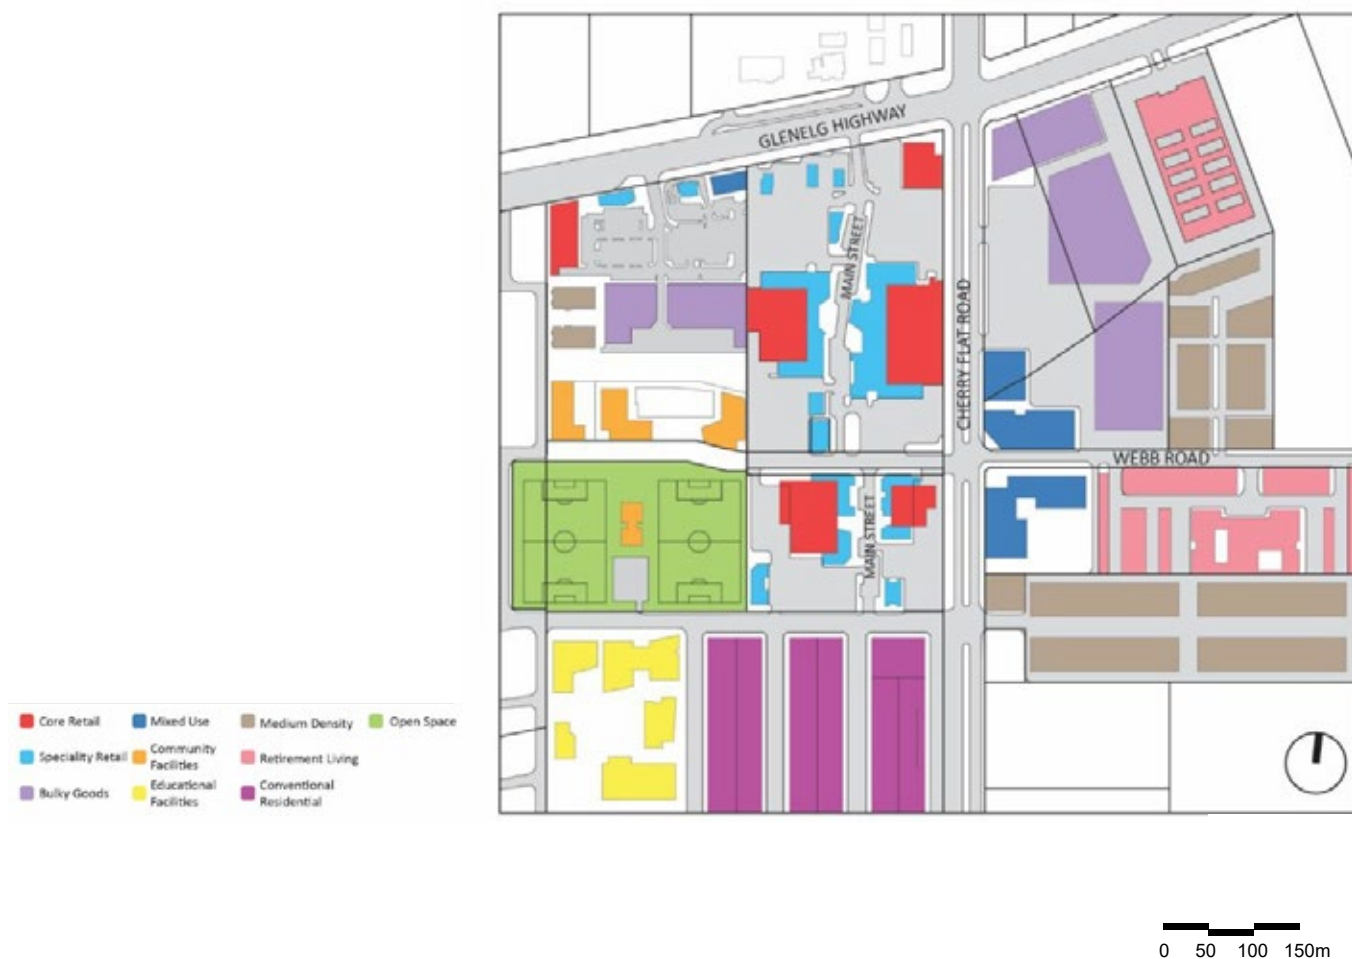 GLENELG HIGHWAY
MAIN STREET
CHERRY FLAT ROAD
WEBB ROAD
MAIN STREET
Core Retail
Mixed Use
Medium Density
Open Space
Speciality Retail
Community
Facilities
Retirement Living
Bulky Goods
Educational
Facilities
Conventional
Residential
0 50 100 150m